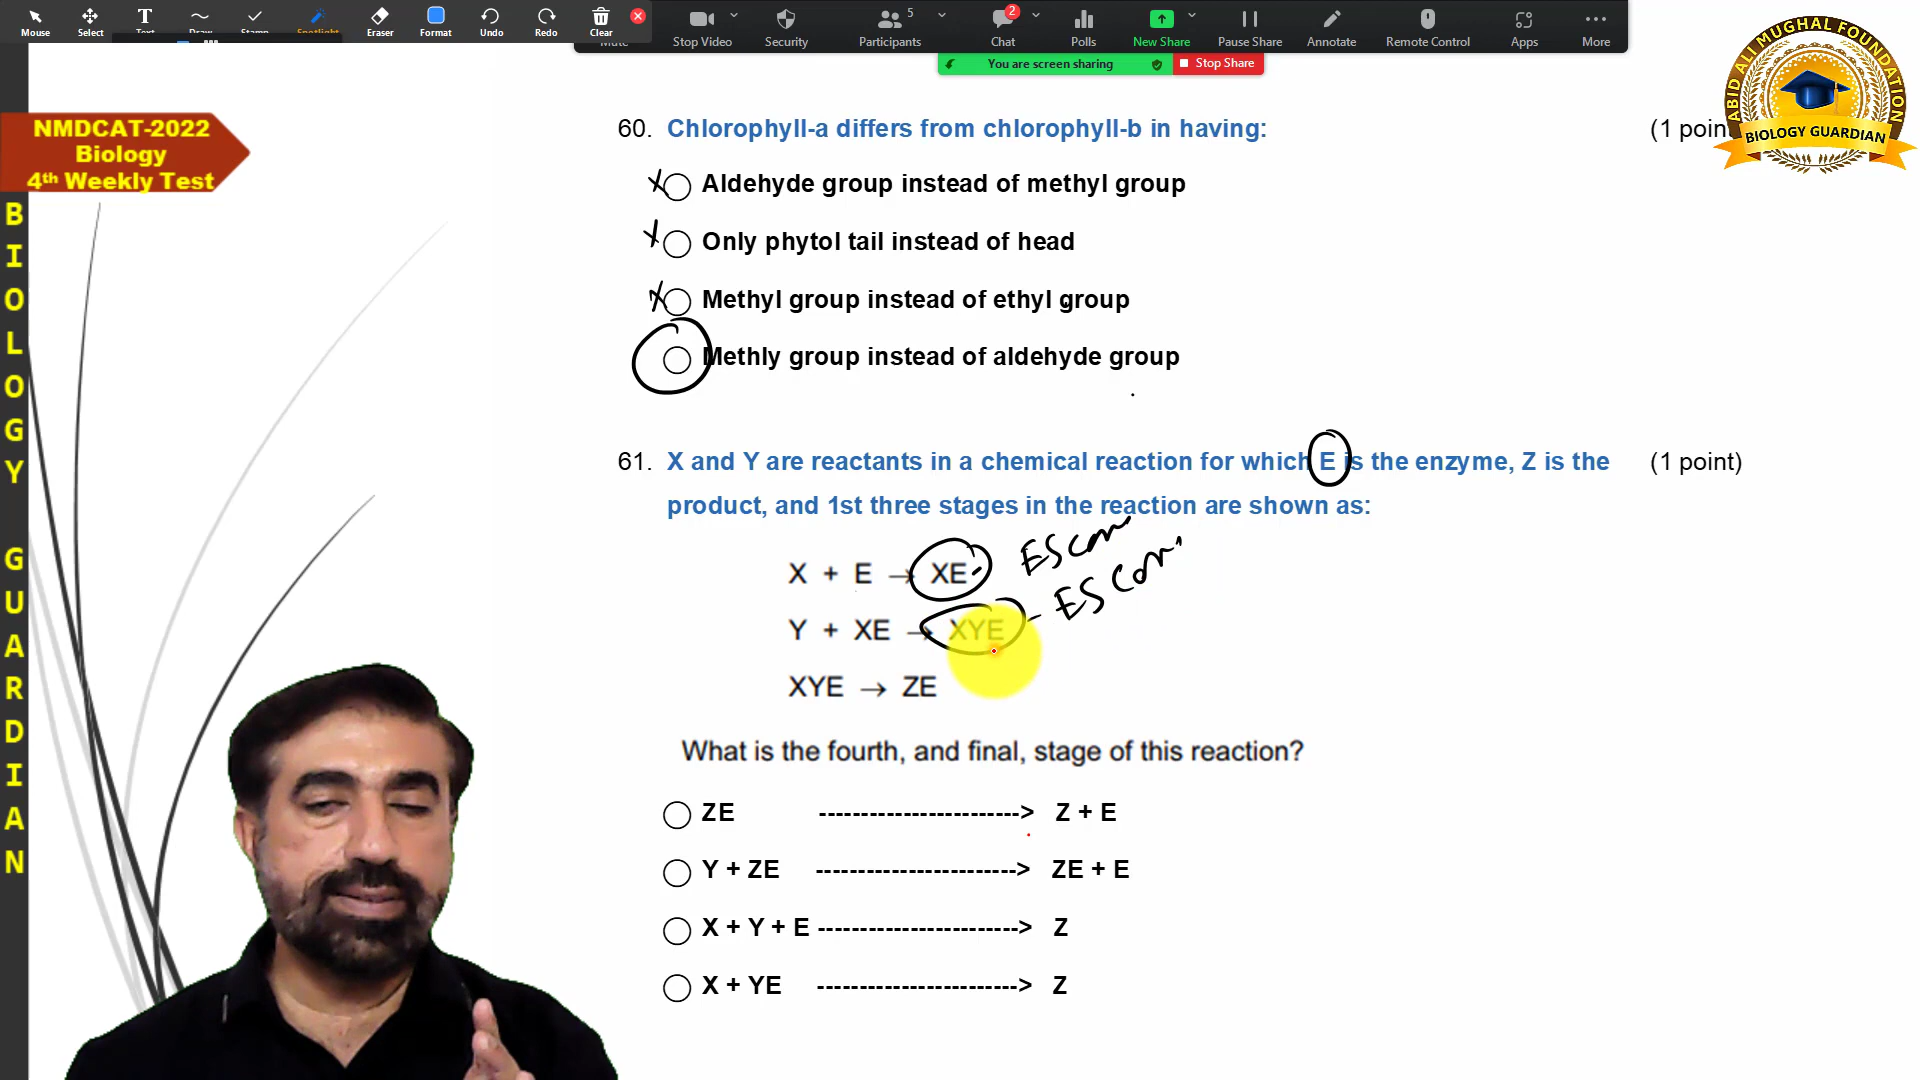 Mouse
Select
Text
Draw
Stamp
Spotlight
Eraser
Format
Undo
Redo
Clear
Mute
Stop Video
Security
5
Participants
2
Chat
Polls
New Share
Pause Share
Annotate
Remote Control
Apps
More
You are screen sharing
Stop Share
ABID ALI MUGHAL FOUNDATION
BIOLOGY GUARDIAN
NMDCAT-2022
Biology
4th Weekly Test
BIOLOGY GUARDIAN
60. Chlorophyll-a differs from chlorophyll-b in having:
(1 poin
Aldehyde group instead of methyl group
Only phytol tail instead of head
Methyl group instead of ethyl group
Methly group instead of aldehyde group
61. X and Y are reactants in a chemical reaction for which E is the enzyme, Z is the
(1 point)
product, and 1st three stages in the reaction are shown as:
X + E → XE
ES com
Y + XE → XYE
ES com
XYE → ZE
What is the fourth, and final, stage of this reaction?
ZE ------------------------> Z + E
Y + ZE ------------------------> ZE + E
X + Y + E ------------------------> Z
X + YE ------------------------> Z